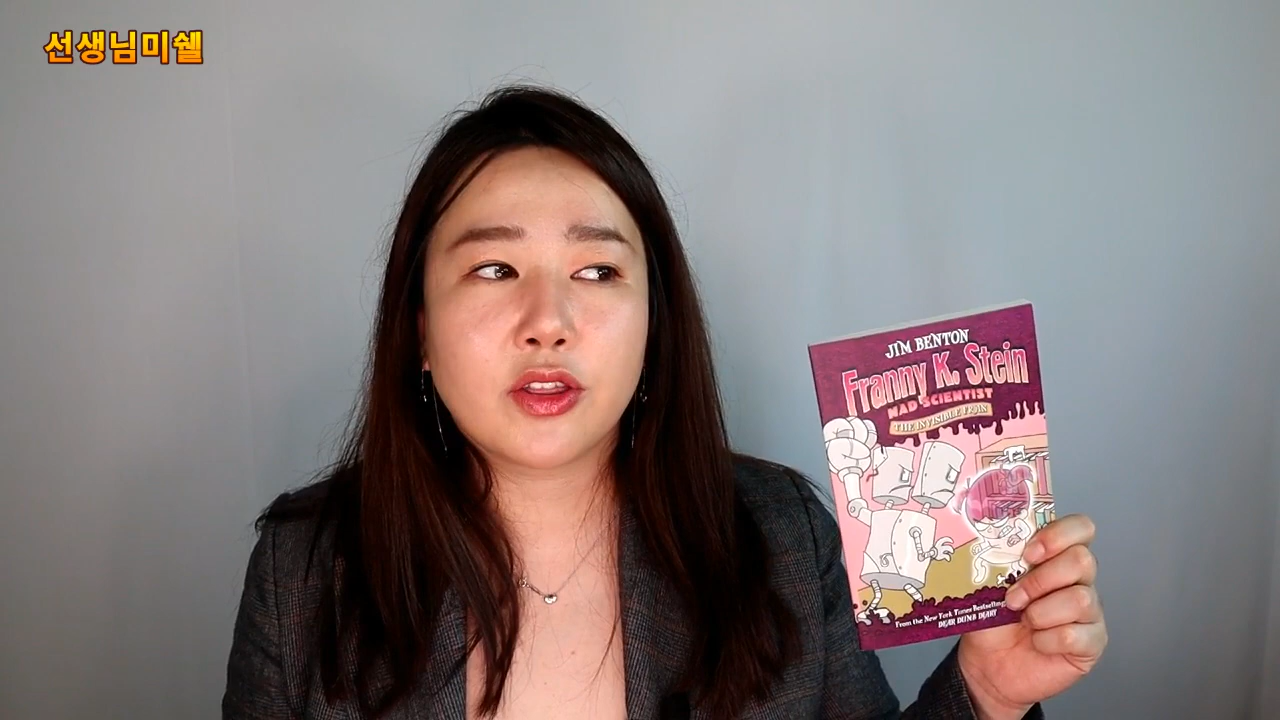 선생님미쉘
JIM BENTON
Franny K. Stein
MAD SCIENTIST
THE INVISIBLE FRAN
From the New York Times Bestselling
DEAR DUMB DIARY